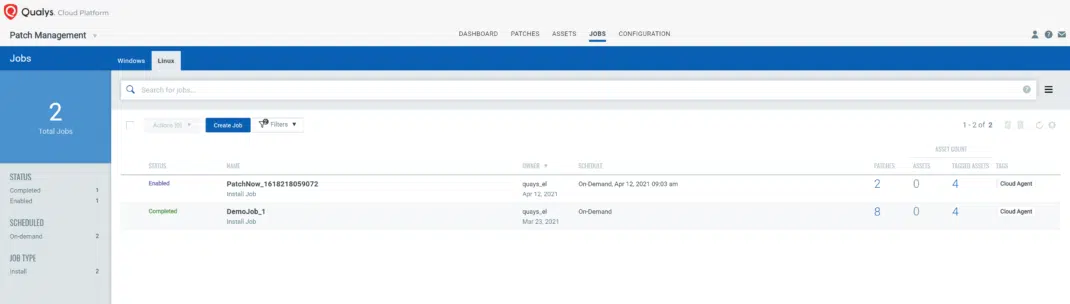 Qualys. Cloud Platform
Patch Management
DASHBOARD PATCHES ASSETS JOBS CONFIGURATION
Jobs
Windows Linux
Search for jobs...
2
Total Jobs
Actions (0) Create Job Filters
1 - 2 of 2
ASSET COUNT
STATUS NAME OWNER SCHEDULE PATCHES ASSETS TAGGED ASSETS TAGS
Enabled PatchNow_1618218059072 quays_el On-Demand, Apr 12, 2021 09:03 am 2 0 4 Cloud Agent
Install Job Apr 12, 2021
Completed DemoJob_1 quays_el On-Demand 8 0 4 Cloud Agent
Install Job Mar 23, 2021
STATUS
Completed 1
Enabled 1
SCHEDULED
On-demand 2
JOB TYPE
Install 2